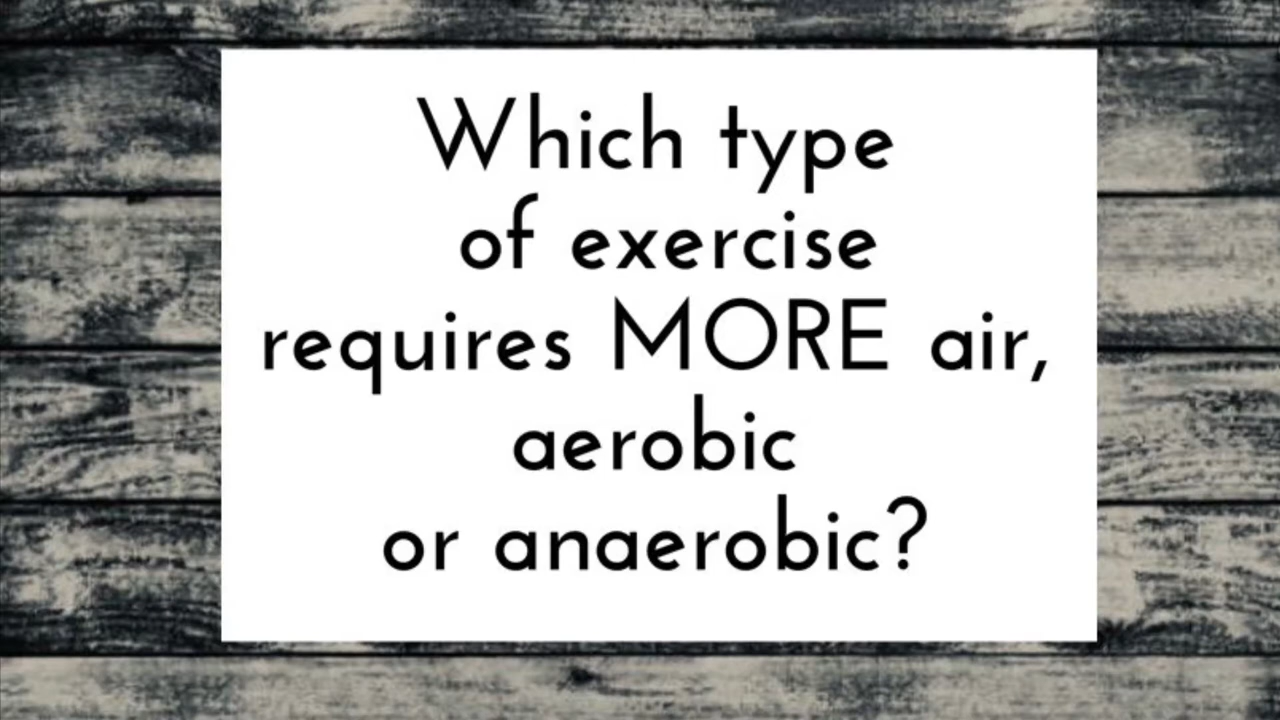 Which type
of exercise
requires MORE air,
aerobic
or anaerobic?